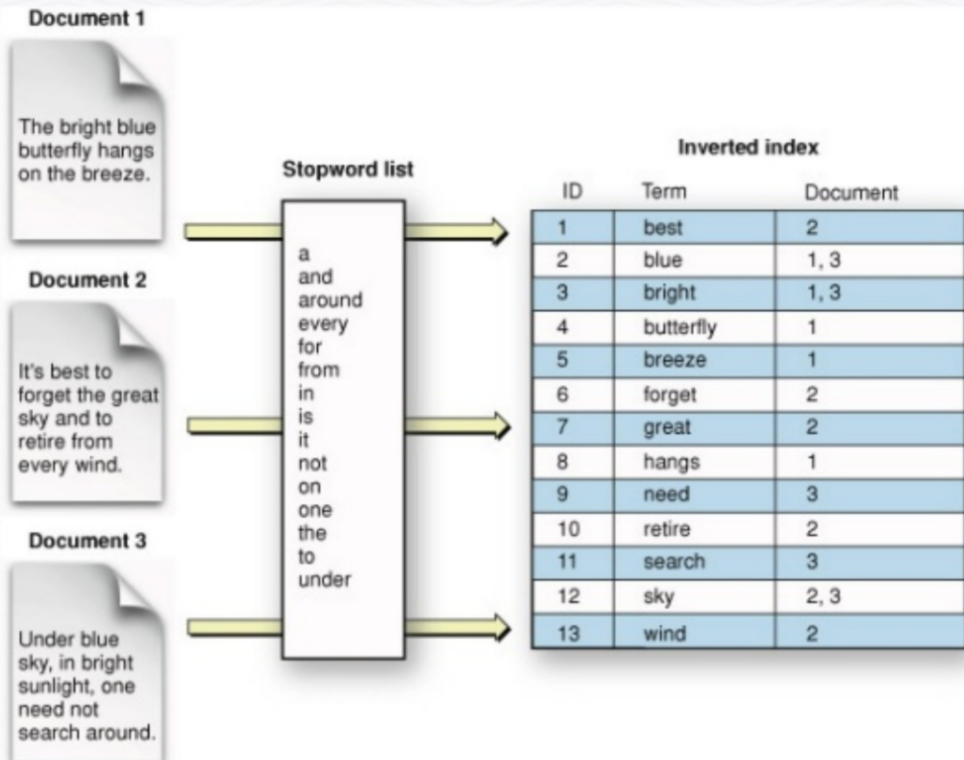 Document 1
The bright blue
butterfly hangs
on the breeze.
Document 2
It's best to
forget the great
sky and to
retire from
every wind.
Document 3
Under blue
sky, in bright
sunlight, one
need not
search around.
Stopword list
a
and
around
every
for
from
in
is
it
not
on
one
the
to
under
Inverted index
ID Term Document
1 best 2
2 blue 1, 3
3 bright 1, 3
4 butterfly 1
5 breeze 1
6 forget 2
7 great 2
8 hangs 1
9 need 3
10 retire 2
11 search 3
12 sky 2, 3
13 wind 2